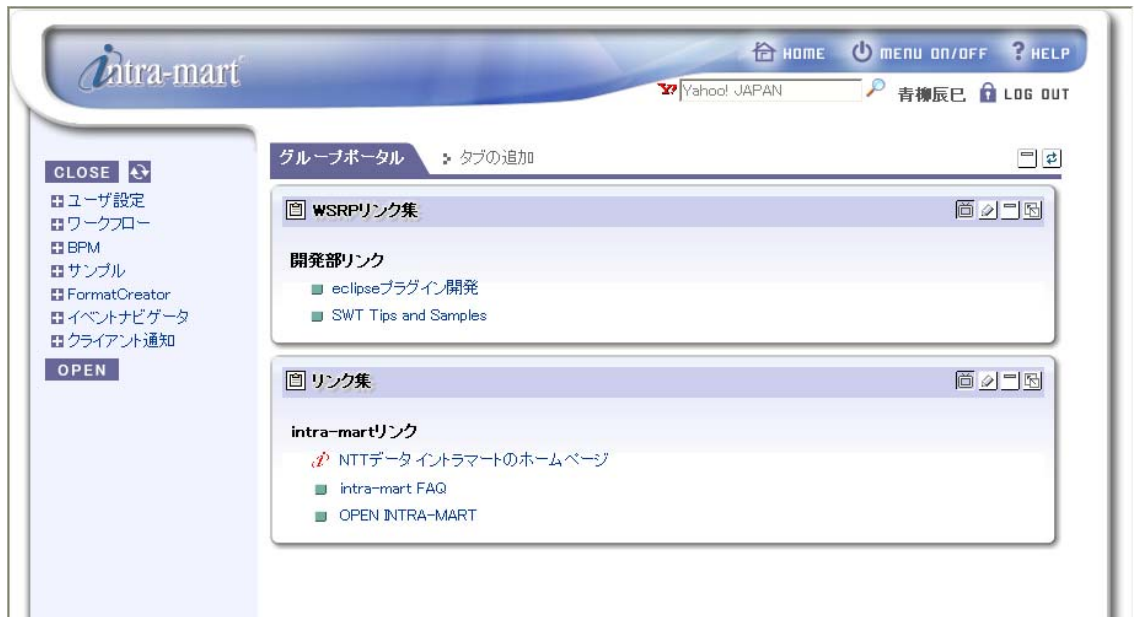 intra-mart
HOME MENU ON/OFF ? HELP
Yahoo! JAPAN 青柳辰巳 LOG OUT
CLOSE
ユーザ設定
ワークフロー
BPM
サンプル
FormatCreator
イベントナビゲータ
クライアント通知
OPEN
グループポータル タブの追加
WSRPリンク集
開発部リンク
eclipseプラグイン開発
SWT Tips and Samples
リンク集
intra-martリンク
NTTデータ イントラマートのホームページ
intra-mart FAQ
OPEN INTRA-MART